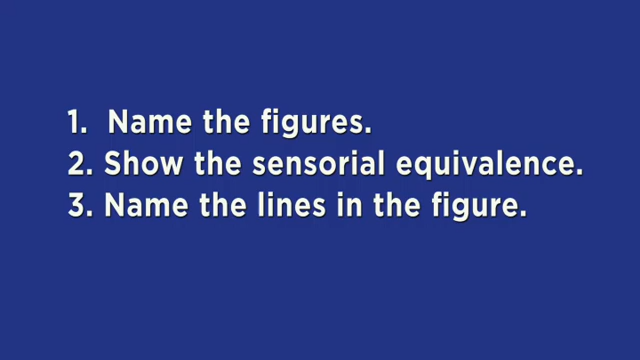 1. Name the figures.
2. Show the sensorial equivalence.
3. Name the lines in the figure.